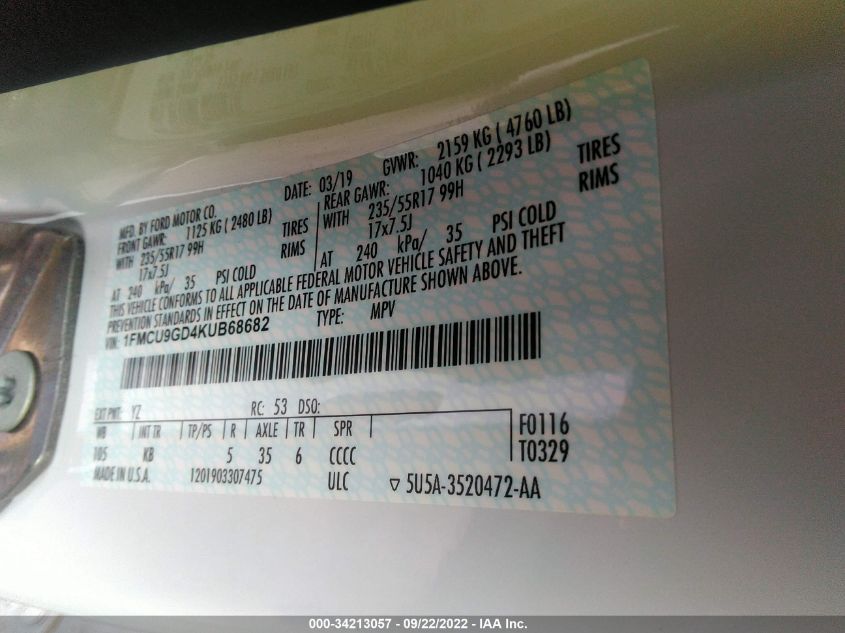 MFD. BY FORD MOTOR CO.
DATE: 03/19 GVWR: 2159 KG ( 4760 LB)
FRONT GAWR: 1125 KG ( 2480 LB)
REAR GAWR: 1040 KG ( 2293 LB)
WITH 235/55R17 99H TIRES
WITH 235/55R17 99H TIRES
17x7.5J RIMS
17x7.5J RIMS
AT 240 kPa/ 35 PSI COLD
AT 240 kPa/ 35 PSI COLD
THIS VEHICLE CONFORMS TO ALL APPLICABLE FEDERAL MOTOR VEHICLE SAFETY AND THEFT
PREVENTION STANDARDS IN EFFECT ON THE DATE OF MANUFACTURE SHOWN ABOVE.
VIN: 1FMCU9GD4KUB68682 TYPE: MPV
EXT PNT: YZ RC: 53 DSO:
WB INT TR TP/PS R AXLE TR SPR
F0116
105 KB 5 35 6 CCCC
T0329
MADE IN U.S.A. 1201903307475 ULC ▽ 5U5A-3520472-AA
000-34213057 - 09/22/2022 - IAA Inc.